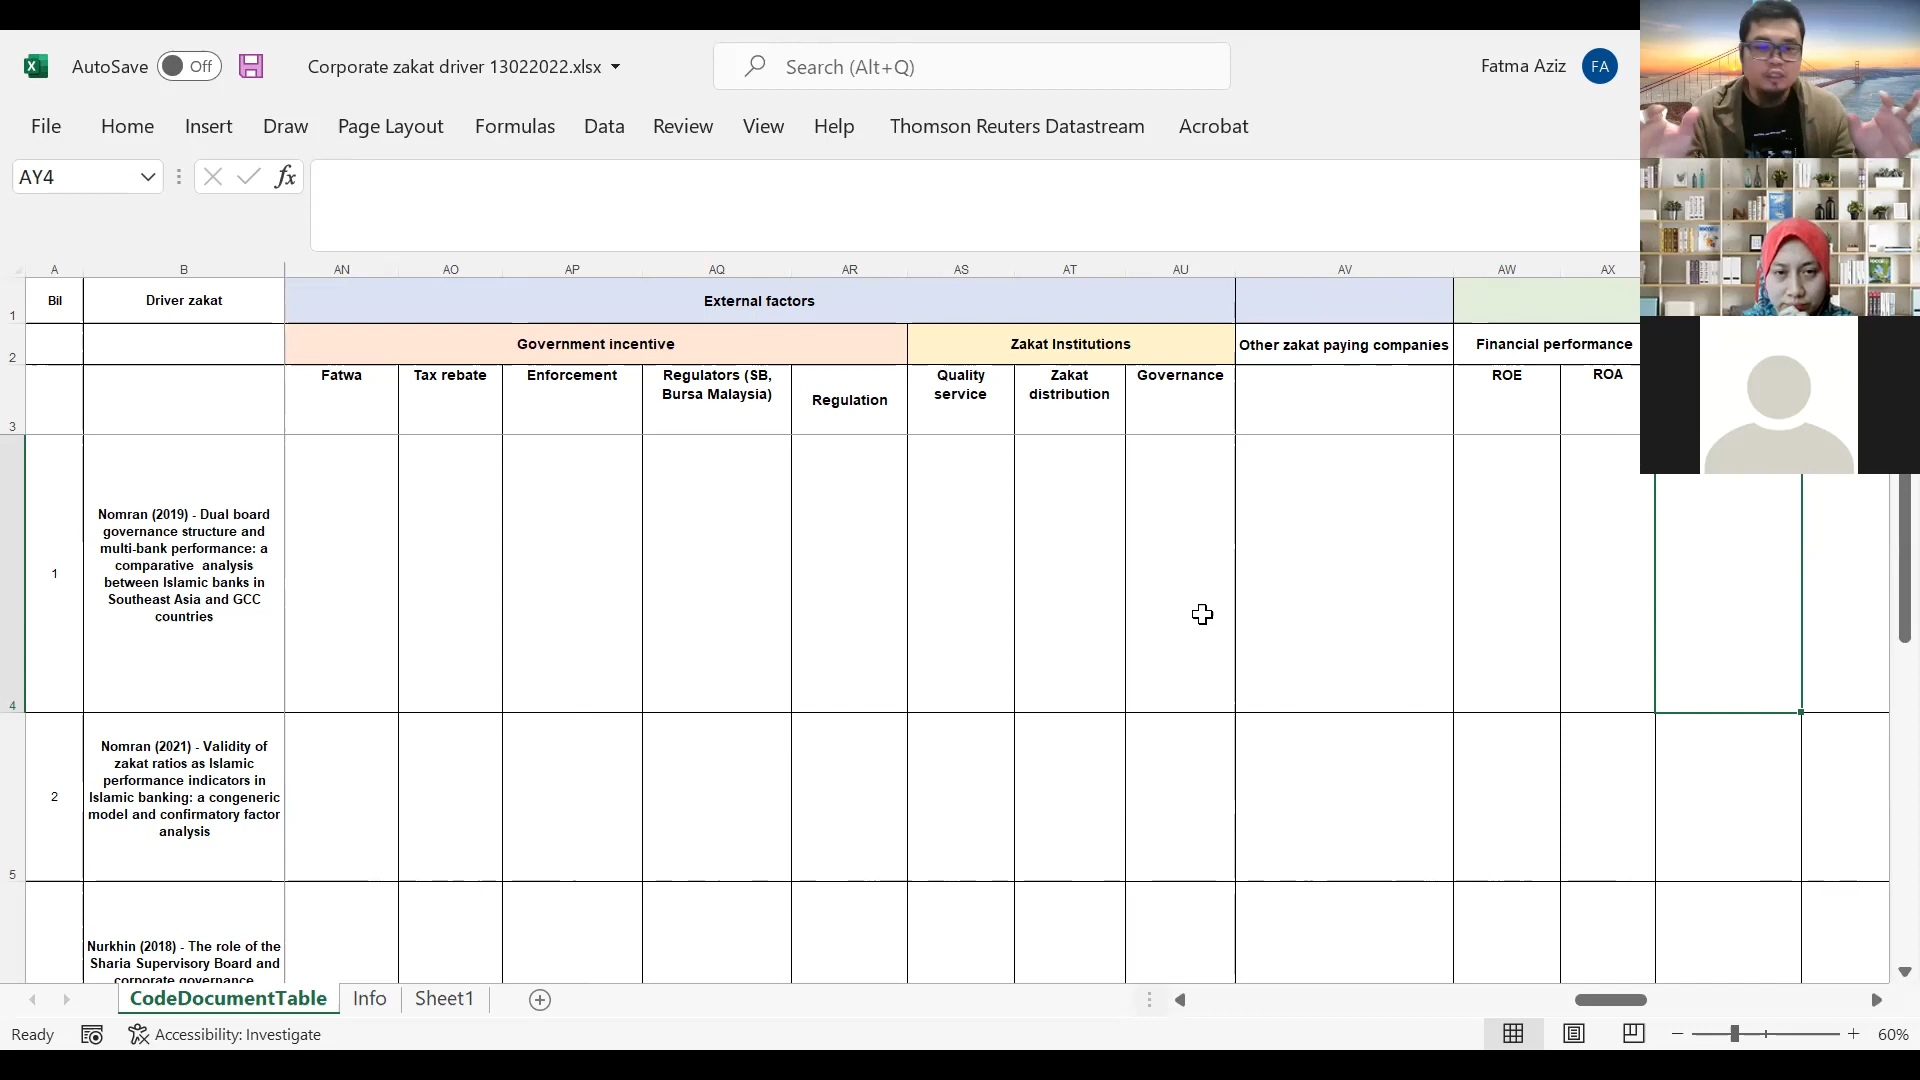 AutoSave Off Corporate zakat driver 13022022.xlsx Search (Alt+Q) Fatma Aziz FA
File Home Insert Draw Page Layout Formulas Data Review View Help Thomson Reuters Datastream Acrobat
AY4 fx
A B AN AO AP AQ AR AS AT AU AV AW AX
1 Bil Driver zakat External factors
2 Government incentive Zakat Institutions Other zakat paying companies Financial performance
3 Fatwa Tax rebate Enforcement Regulators (SB, Bursa Malaysia) Regulation Quality service Zakat distribution Governance ROE ROA
4
1
Nomran (2019) - Dual board
governance structure and
multi-bank performance: a
comparative analysis
between Islamic banks in
Southeast Asia and GCC
countries
5
2
Nomran (2021) - Validity of
zakat ratios as Islamic
performance indicators in
Islamic banking: a congeneric
model and confirmatory factor
analysis
Nurkhin (2018) - The role of the
Sharia Supervisory Board and
corporate governance
CodeDocumentTable Info Sheet1
Ready Accessibility: Investigate 60%